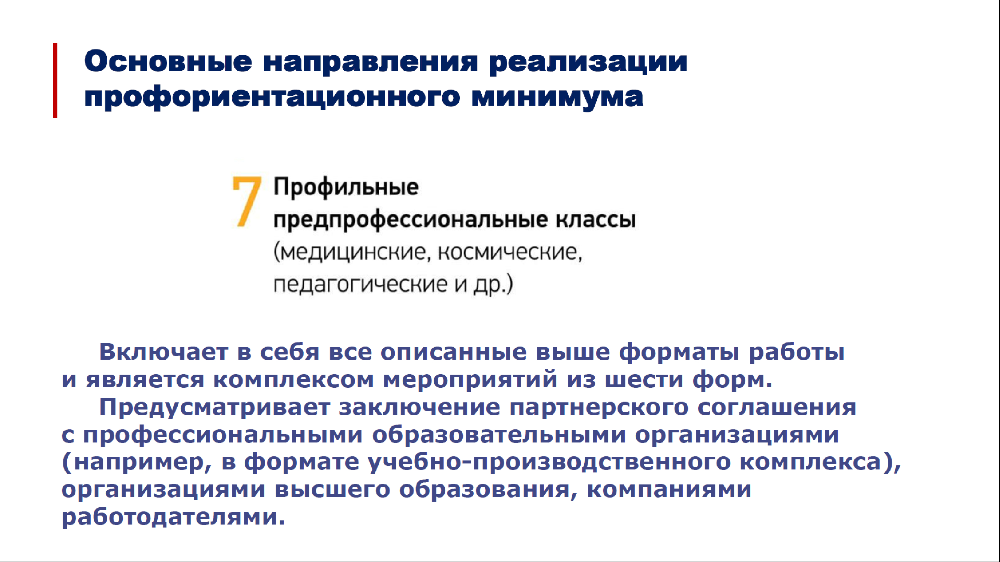 Основные направления реализации
профориентационного минимума
7 Профильные
предпрофессиональные классы
(медицинские, космические,
педагогические и др.)
Включает в себя все описанные выше форматы работы
и является комплексом мероприятий из шести форм.
Предусматривает заключение партнерского соглашения
с профессиональными образовательными организациями
(например, в формате учебно-производственного комплекса),
организациями высшего образования, компаниями
работодателями.